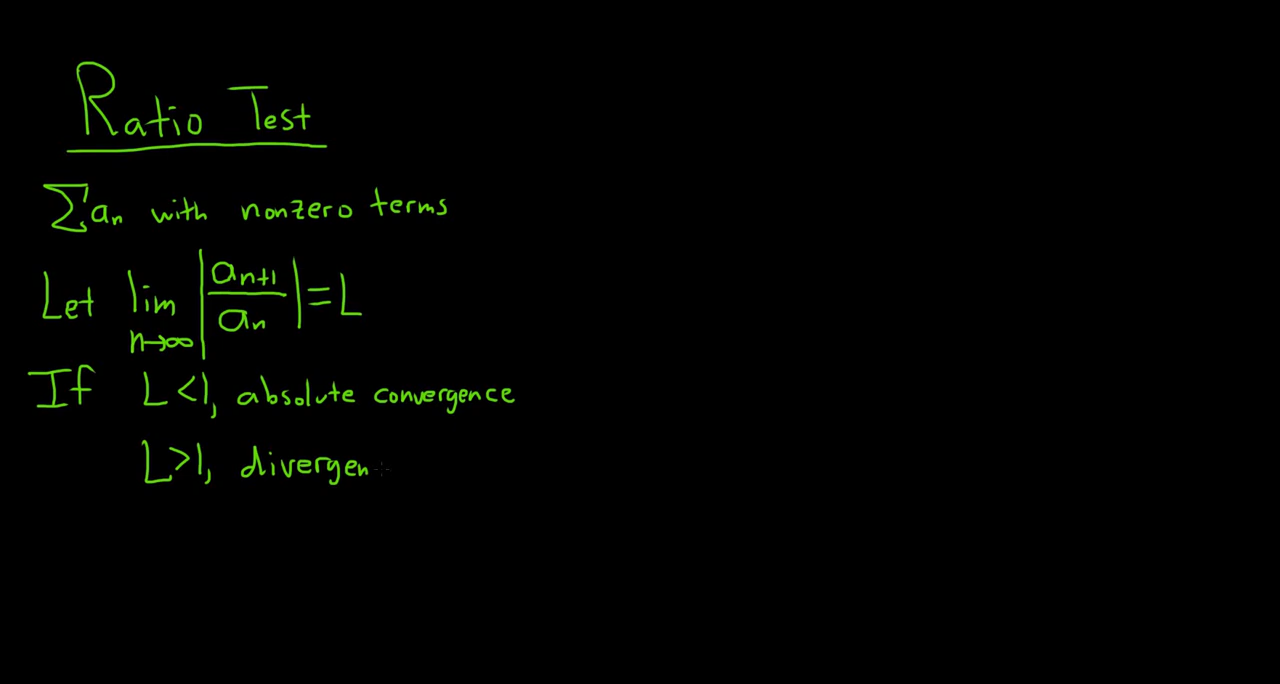 Ratio Test
∑an with nonzero terms
Let lim n→∞ |an+1/an| = L
If L<1, absolute convergence
L>1, divergen